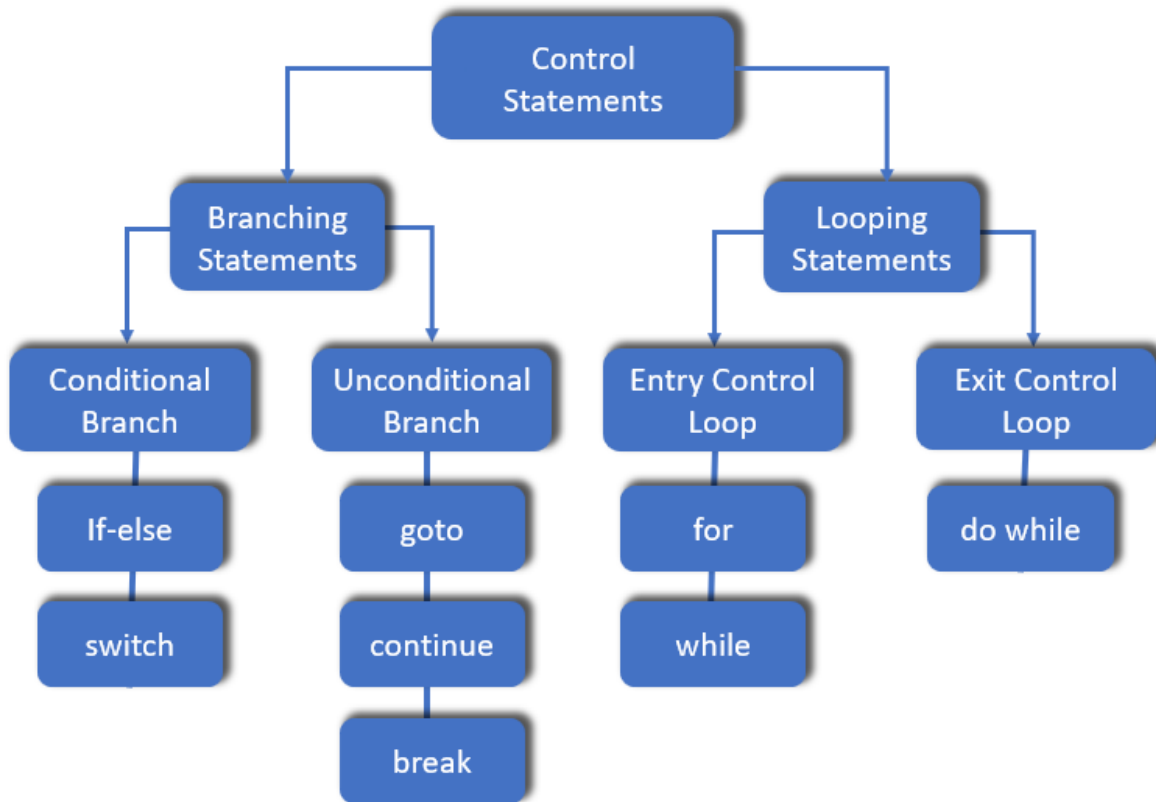 Control
Statements
Branching
Statements
Looping
Statements
Conditional
Branch
Unconditional
Branch
Entry Control
Loop
Exit Control
Loop
If-else
goto
for
do while
switch
continue
while
break